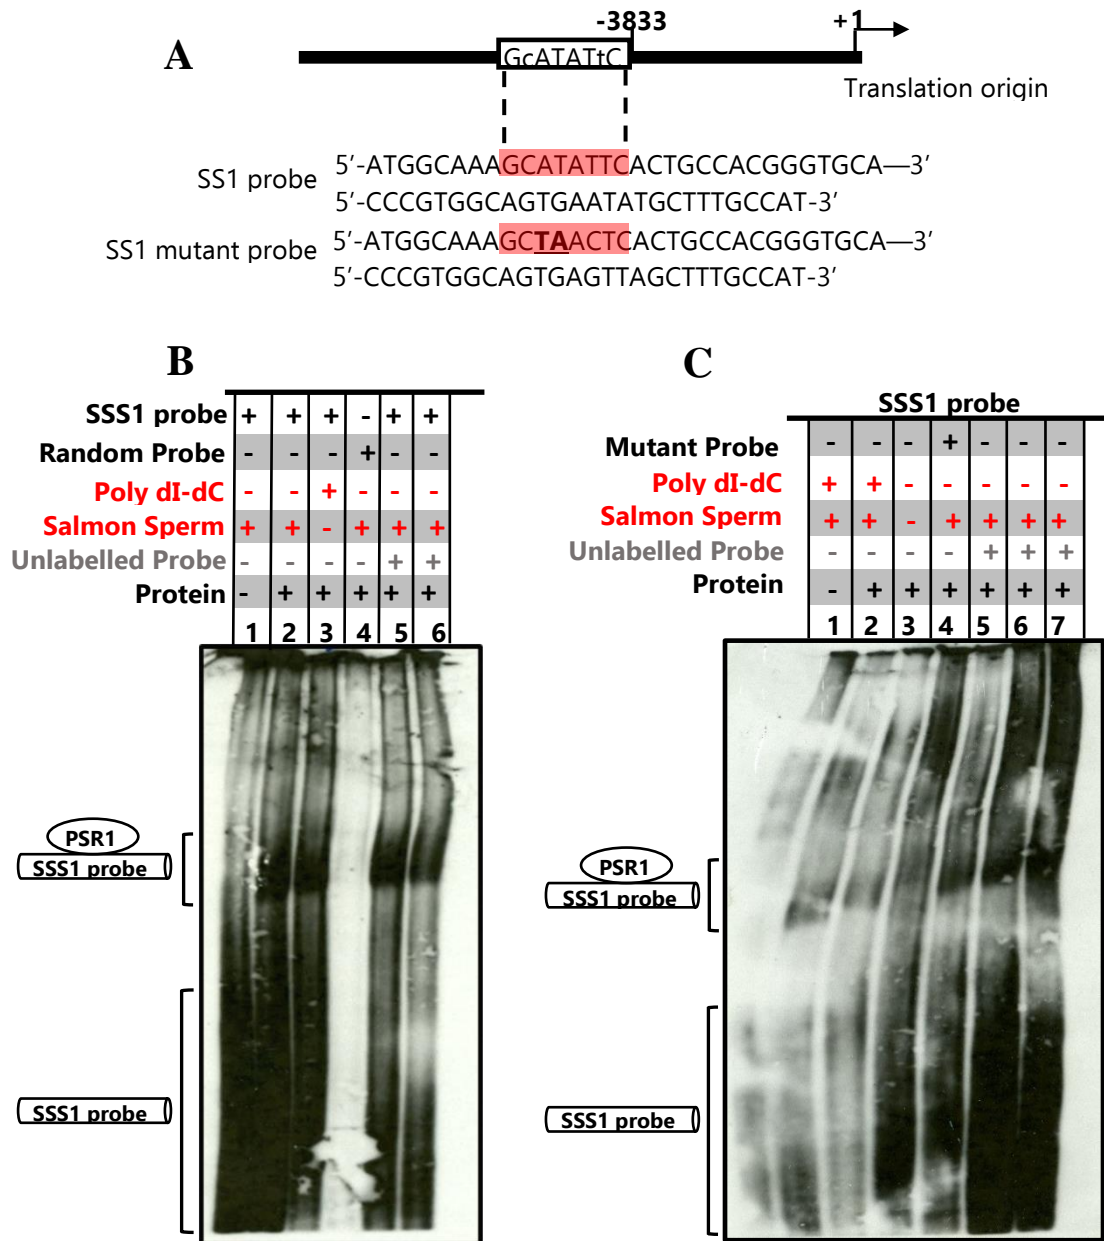 A
-3833
+1
GcATATtC
Translation origin
SS1 probe
5’-ATGGCAAAGCATATTCACTGCCACGGGTGCA—3’
5’-CCCGTGGCAGTGAATATGCTTTGCCAT-3’
SS1 mutant probe
5’-ATGGCAAAGCTAACTCACTGCCACGGGTGCA—3’
5’-CCCGTGGCAGTGAGTTAGCTTTGCCAT-3’
B
SSS1 probe + + + - + +
Random Probe - - - + - -
Poly dI-dC - - + - - -
Salmon Sperm + + - + + +
Unlabelled Probe - - - - + +
Protein - + + + + +
1 2 3 4 5 6
PSR1
SSS1 probe
SSS1 probe
C
SSS1 probe
Mutant Probe - - - + - - -
Poly dI-dC + + - - - - -
Salmon Sperm + + - + + + +
Unlabelled Probe - - - - + + +
Protein - + + + + + +
1 2 3 4 5 6 7
PSR1
SSS1 probe
SSS1 probe